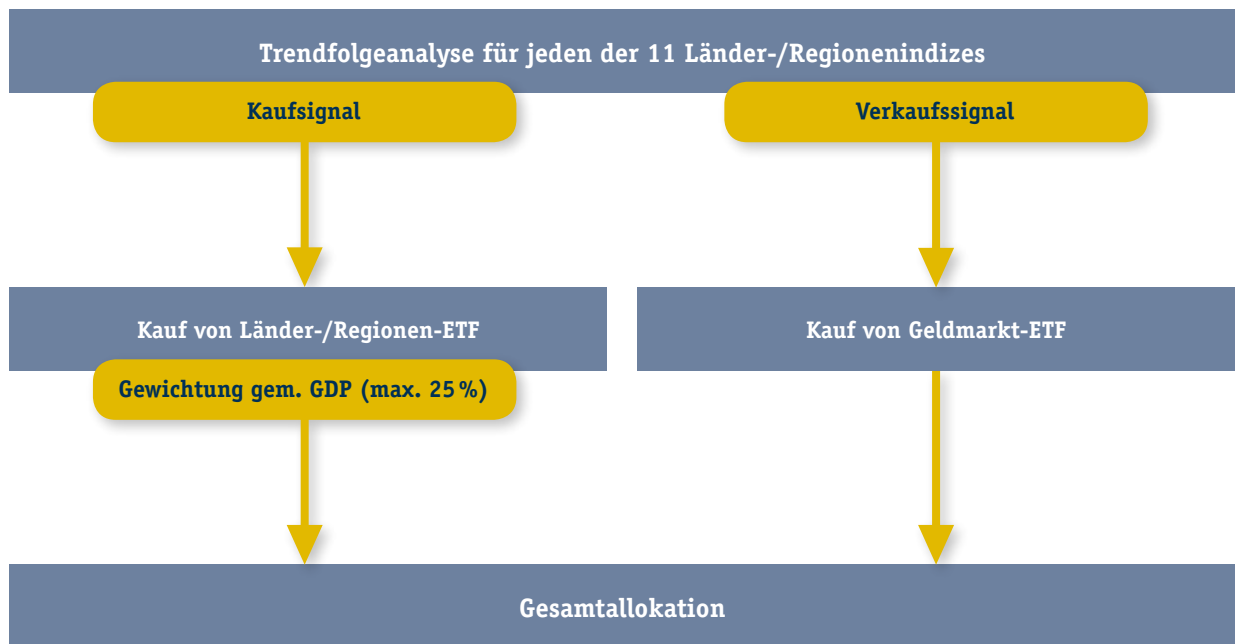 Trendfolgeanalyse für jeden der 11 Länder-/Regionenindizes
Kaufsignal
Verkaufssignal
Kauf von Länder-/Regionen-ETF
Kauf von Geldmarkt-ETF
Gewichtung gem. GDP (max. 25 %)
Gesamtallokation